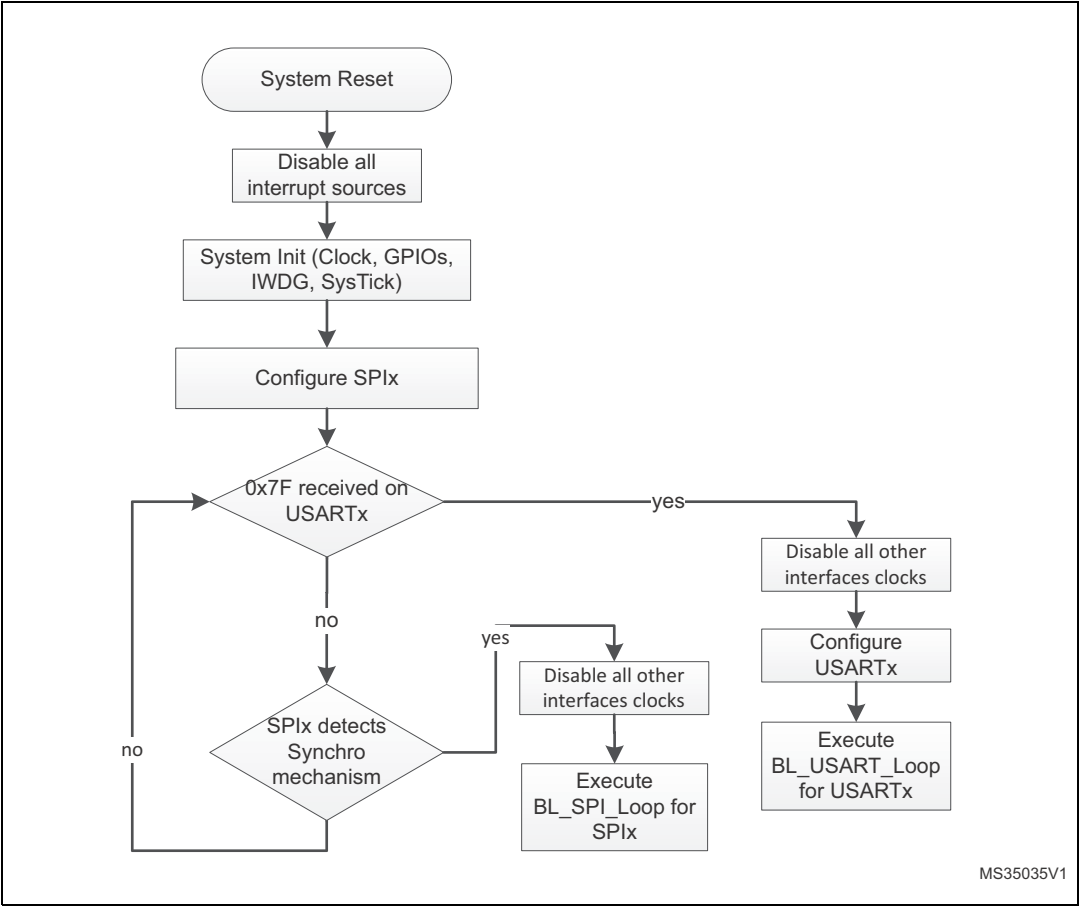 System Reset
Disable all
interrupt sources
System Init (Clock, GPIOs,
IWDG, SysTick)
Configure SPIx
0x7F received on
USARTx
yes
Disable all other
interfaces clocks
Configure
USARTx
Execute
BL_USART_Loop
for USARTx
no
SPIx detects
Synchro
mechanism
yes
Disable all other
interfaces clocks
Execute
BL_SPI_Loop for
SPIx
no
MS35035V1